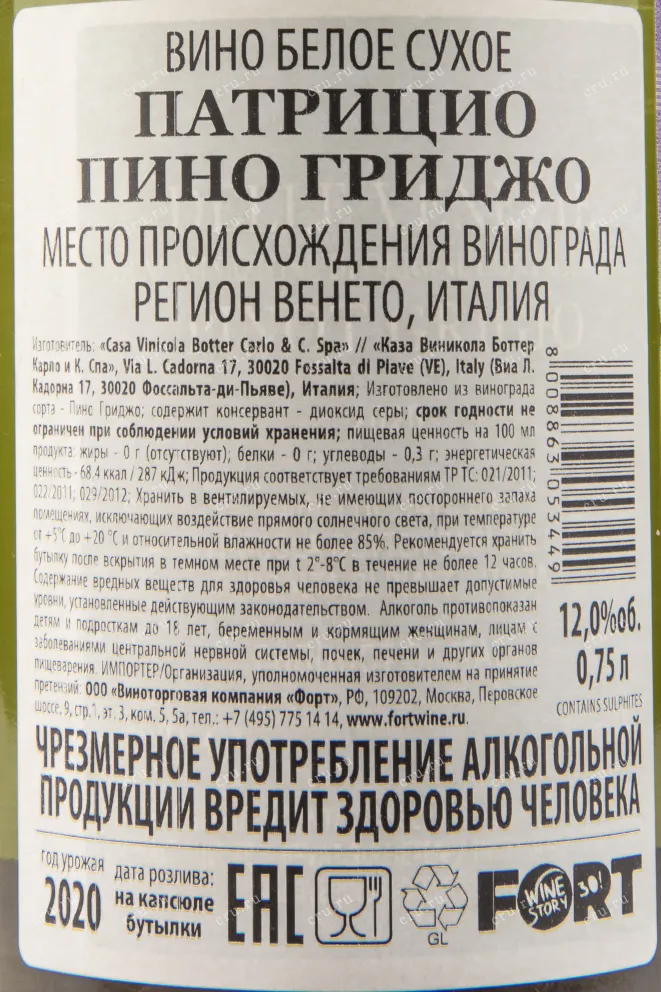 ВИНО БЕЛОЕ СУХОЕ
ПАТРИЦИО
ПИНО ГРИДЖО
МЕСТО ПРОИСХОЖДЕНИЯ ВИНОГРАДА
РЕГИОН ВЕНЕТО, ИТАЛИЯ
Изготовитель: «Casa Vinicola Botter Carlo & C. Spa» // «Каза Виникола Боттер
Карло и К. Спа», Via L. Cadorna 17, 30020 Fossalta di Piave (VE), Italy (Виа Л.
Кадорна 17, 30020 Фоссальта-ди-Пьяве), Италия; Изготовлено из винограда
сорта - Пино Гриджо; содержит консервант - диоксид серы; срок годности не
ограничен при соблюдении условий хранения; пищевая ценность на 100 мл
продукта: жиры - 0 г (отсутствуют); белки - 0 г; углеводы - 0,3 г; энергетическая
ценность - 68.4 ккал / 287 кДж; Продукция соответствует требованиям ТР ТС: 021/2011;
022/2011; 029/2012; Хранить в вентилируемых, не имеющих постороннего запаха
помещениях, исключающих воздействие прямого солнечного света, при температуре
от +5°C до +20 °C и относительной влажности не более 85%. Рекомендуется хранить
бутылку после вскрытия в темном месте при t 2°-8°C в течение не более 12 часов.
Содержание вредных веществ для здоровья человека не превышает допустимые
уровни, установленные действующим законодательством. Алкоголь противопоказан
детям и подросткам до 18 лет, беременным и кормящим женщинам, лицам с
заболеваниями центральной нервной системы, почек, печени и других органов
пищеварения. ИМПОРТЕР/Организация, уполномоченная изготовителем на принятие
претензий: ООО «Виноторговая компания «Форт», РФ, 109202, Москва, Перовское
шоссе, 9, стр.1, эт. 3, ком. 5, 5а, тел.: +7 (495) 775 14 14, www.fortwine.ru.
8 008863 053449
12,0%об.
0,75 л
CONTAINS SULPHITES
ЧРЕЗМЕРНОЕ УПОТРЕБЛЕНИЕ АЛКОГОЛЬНОЙ
ПРОДУКЦИИ ВРЕДИТ ЗДОРОВЬЮ ЧЕЛОВЕКА
год урожая
2020
дата розлива:
на капсюле
бутылки
EAC
GL
FORT
WINE
STORY
30!
cru.ru